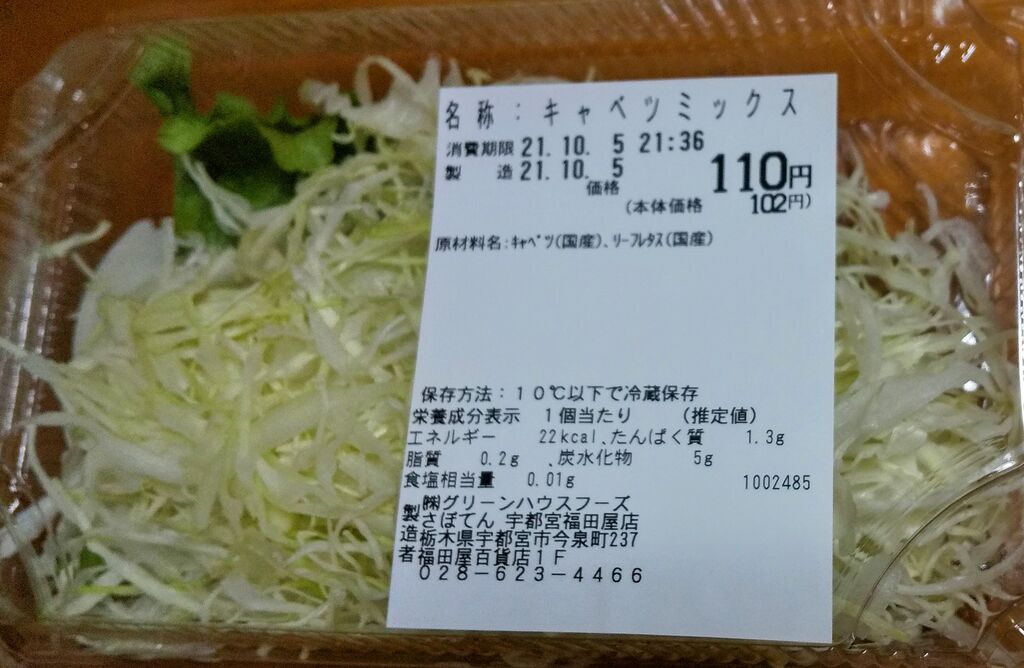 名称：キャベツミックス
消費期限 21.10. 5 21:36
製　造 21.10. 5
価格 110円
(本体価格 102円)
原材料名:ｷｬﾍﾞﾂ(国産)､ﾘｰﾌﾚﾀｽ(国産)
保存方法：１０℃以下で冷蔵保存
栄養成分表示　１個当たり　（推定値）
エネルギー　22kcal､たんぱく質　1.3g
脂質　0.2g　､炭水化物　5g
食塩相当量　0.01g
1002485
製造者
㈱グリーンハウスフーズ
さぼてん 宇都宮福田屋店
栃木県宇都宮市今泉町237
福田屋百貨店１Ｆ
０２８－６２３－４４６６